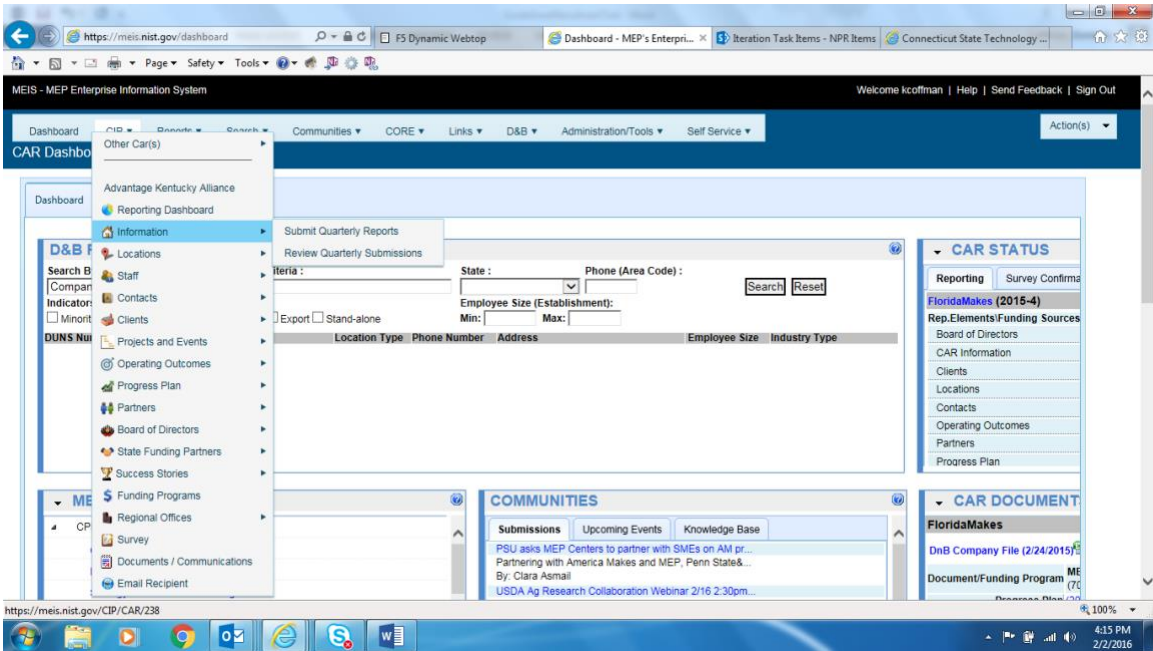 https://meis.nist.gov/dashboard
F5 Dynamic Webtop
Dashboard - MEP's Enterpri...
Iteration Task Items - NPR Items
Connecticut State Technology ...
Page Safety Tools
MEIS - MEP Enterprise Information System
Welcome kcoffman | Help | Send Feedback | Sign Out
Dashboard CIP Reports Search Communities CORE Links D&B Administration/Tools Self Service
Action(s)
CAR Dashbo
Other Car(s)
Advantage Kentucky Alliance
Reporting Dashboard
Information
Locations
Staff
Contacts
Clients
Projects and Events
Operating Outcomes
Progress Plan
Partners
Board of Directors
State Funding Partners
Success Stories
Funding Programs
Regional Offices
Survey
Documents / Communications
Email Recipient
Submit Quarterly Reports
Review Quarterly Submissions
Dashboard
D&B
Search B
iteria :
State :
Phone (Area Code) :
Compan
Search Reset
Indicator
Employee Size (Establishment):
Minorit
Export Stand-alone
Min: Max:
DUNS Nu
Location Type Phone Number Address Employee Size Industry Type
CAR STATUS
Reporting Survey Confirma
FloridaMakes (2015-4)
Rep.Elements\Funding Sources
Board of Directors
CAR Information
Clients
Locations
Contacts
Operating Outcomes
Partners
Progress Plan
ME
CP
COMMUNITIES
Submissions Upcoming Events Knowledge Base
PSU asks MEP Centers to partner with SMEs on AM pr...
Partnering with America Makes and MEP, Penn State&...
By: Clara Asmail
USDA Ag Research Collaboration Webinar 2/16 2:30pm...
CAR DOCUMENT
FloridaMakes
DnB Company File (2/24/2015)
Document/Funding Program
ME
(70
https://meis.nist.gov/CIP/CAR/238
100%
4:15 PM
2/2/2016